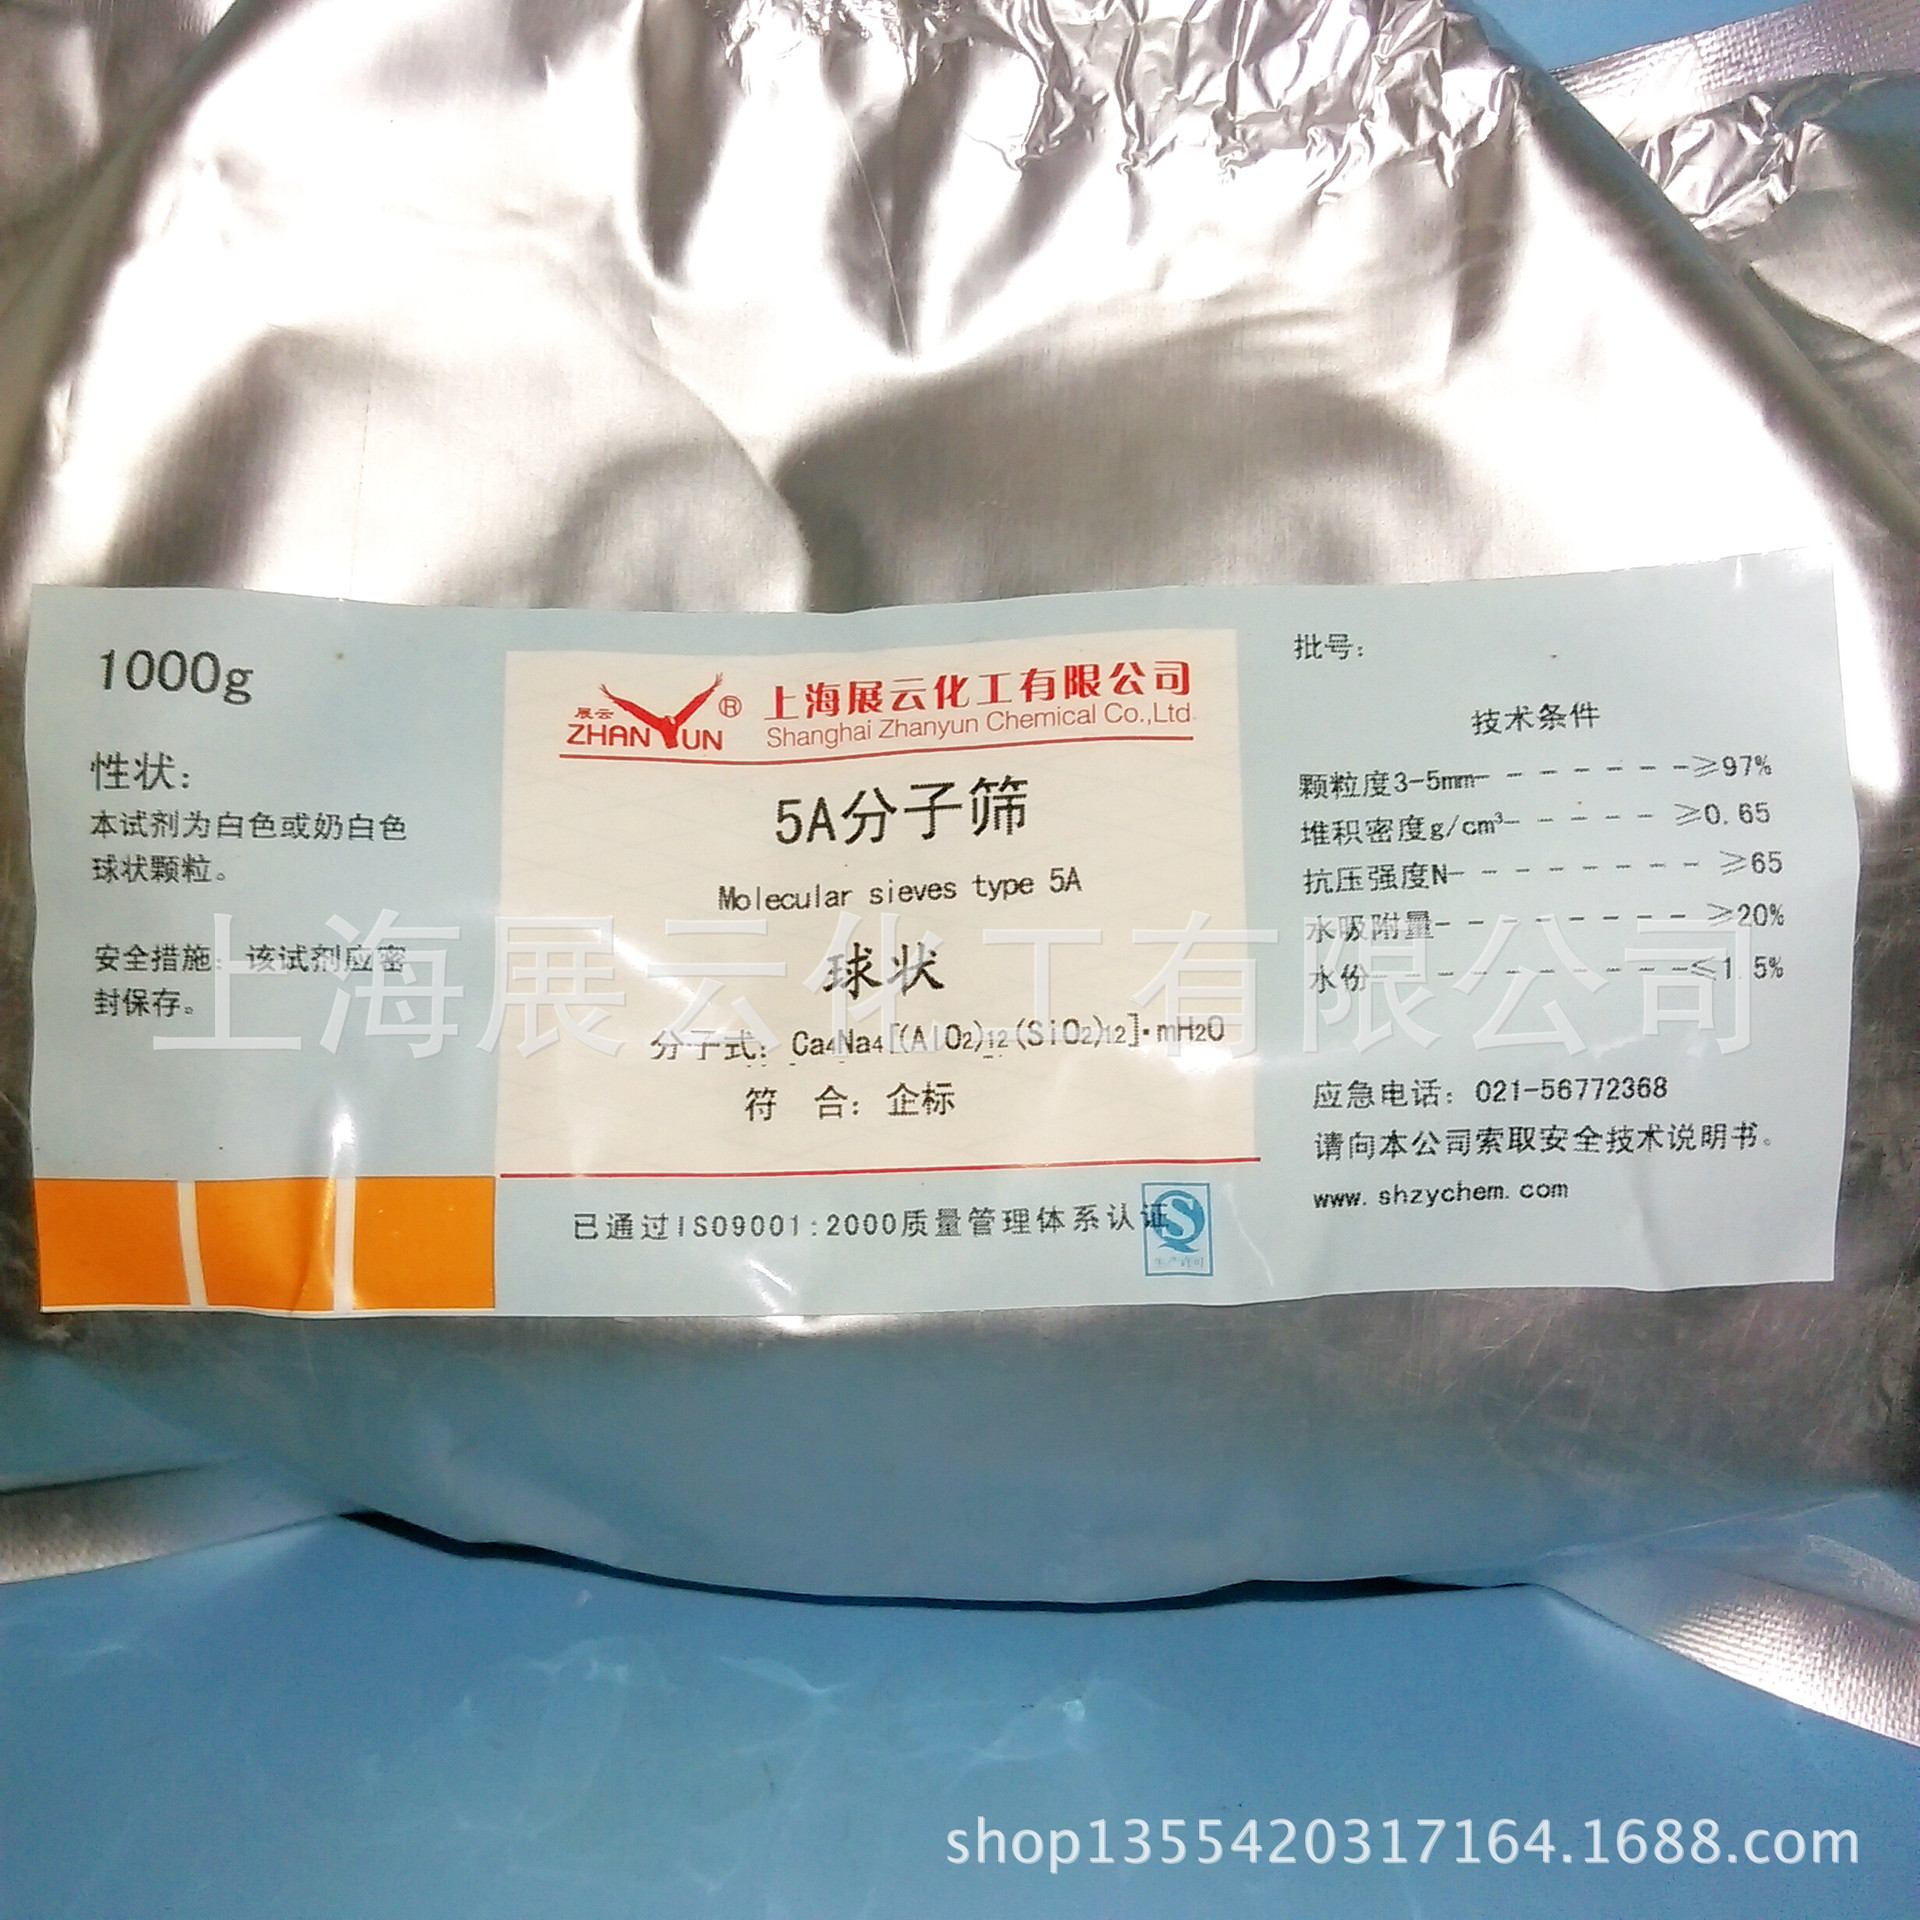 1000g
性状:
本试剂为白色或奶白色
球状颗粒。
安全措施:该试剂应密
封保存。
展云
ZHANYUN®
上海展云化工有限公司
Shanghai Zhanyun Chemical Co.,Ltd.
5A分子筛
Molecular sieves type 5A
球状
分子式: Ca4Na4[(AlO2)12(SiO2)12]·mH2O
符 合: 企标
已通过ISO9001:2000质量管理体系认证
生产许可
批号:
技术条件
颗粒度3-5mm- - - - - - - -≥97%
堆积密度g/cm³- - - - - - ≥0.65
抗压强度N- - - - - - - - - ≥65
水吸附量- - - - - - - - - -≥20%
水份- - - - - - - - - - - -≤1.5%
应急电话: 021-56772368
请向本公司索取安全技术说明书。
www.shzychem.com
上海展云化工有限公司
shop1355420317164.1688.com